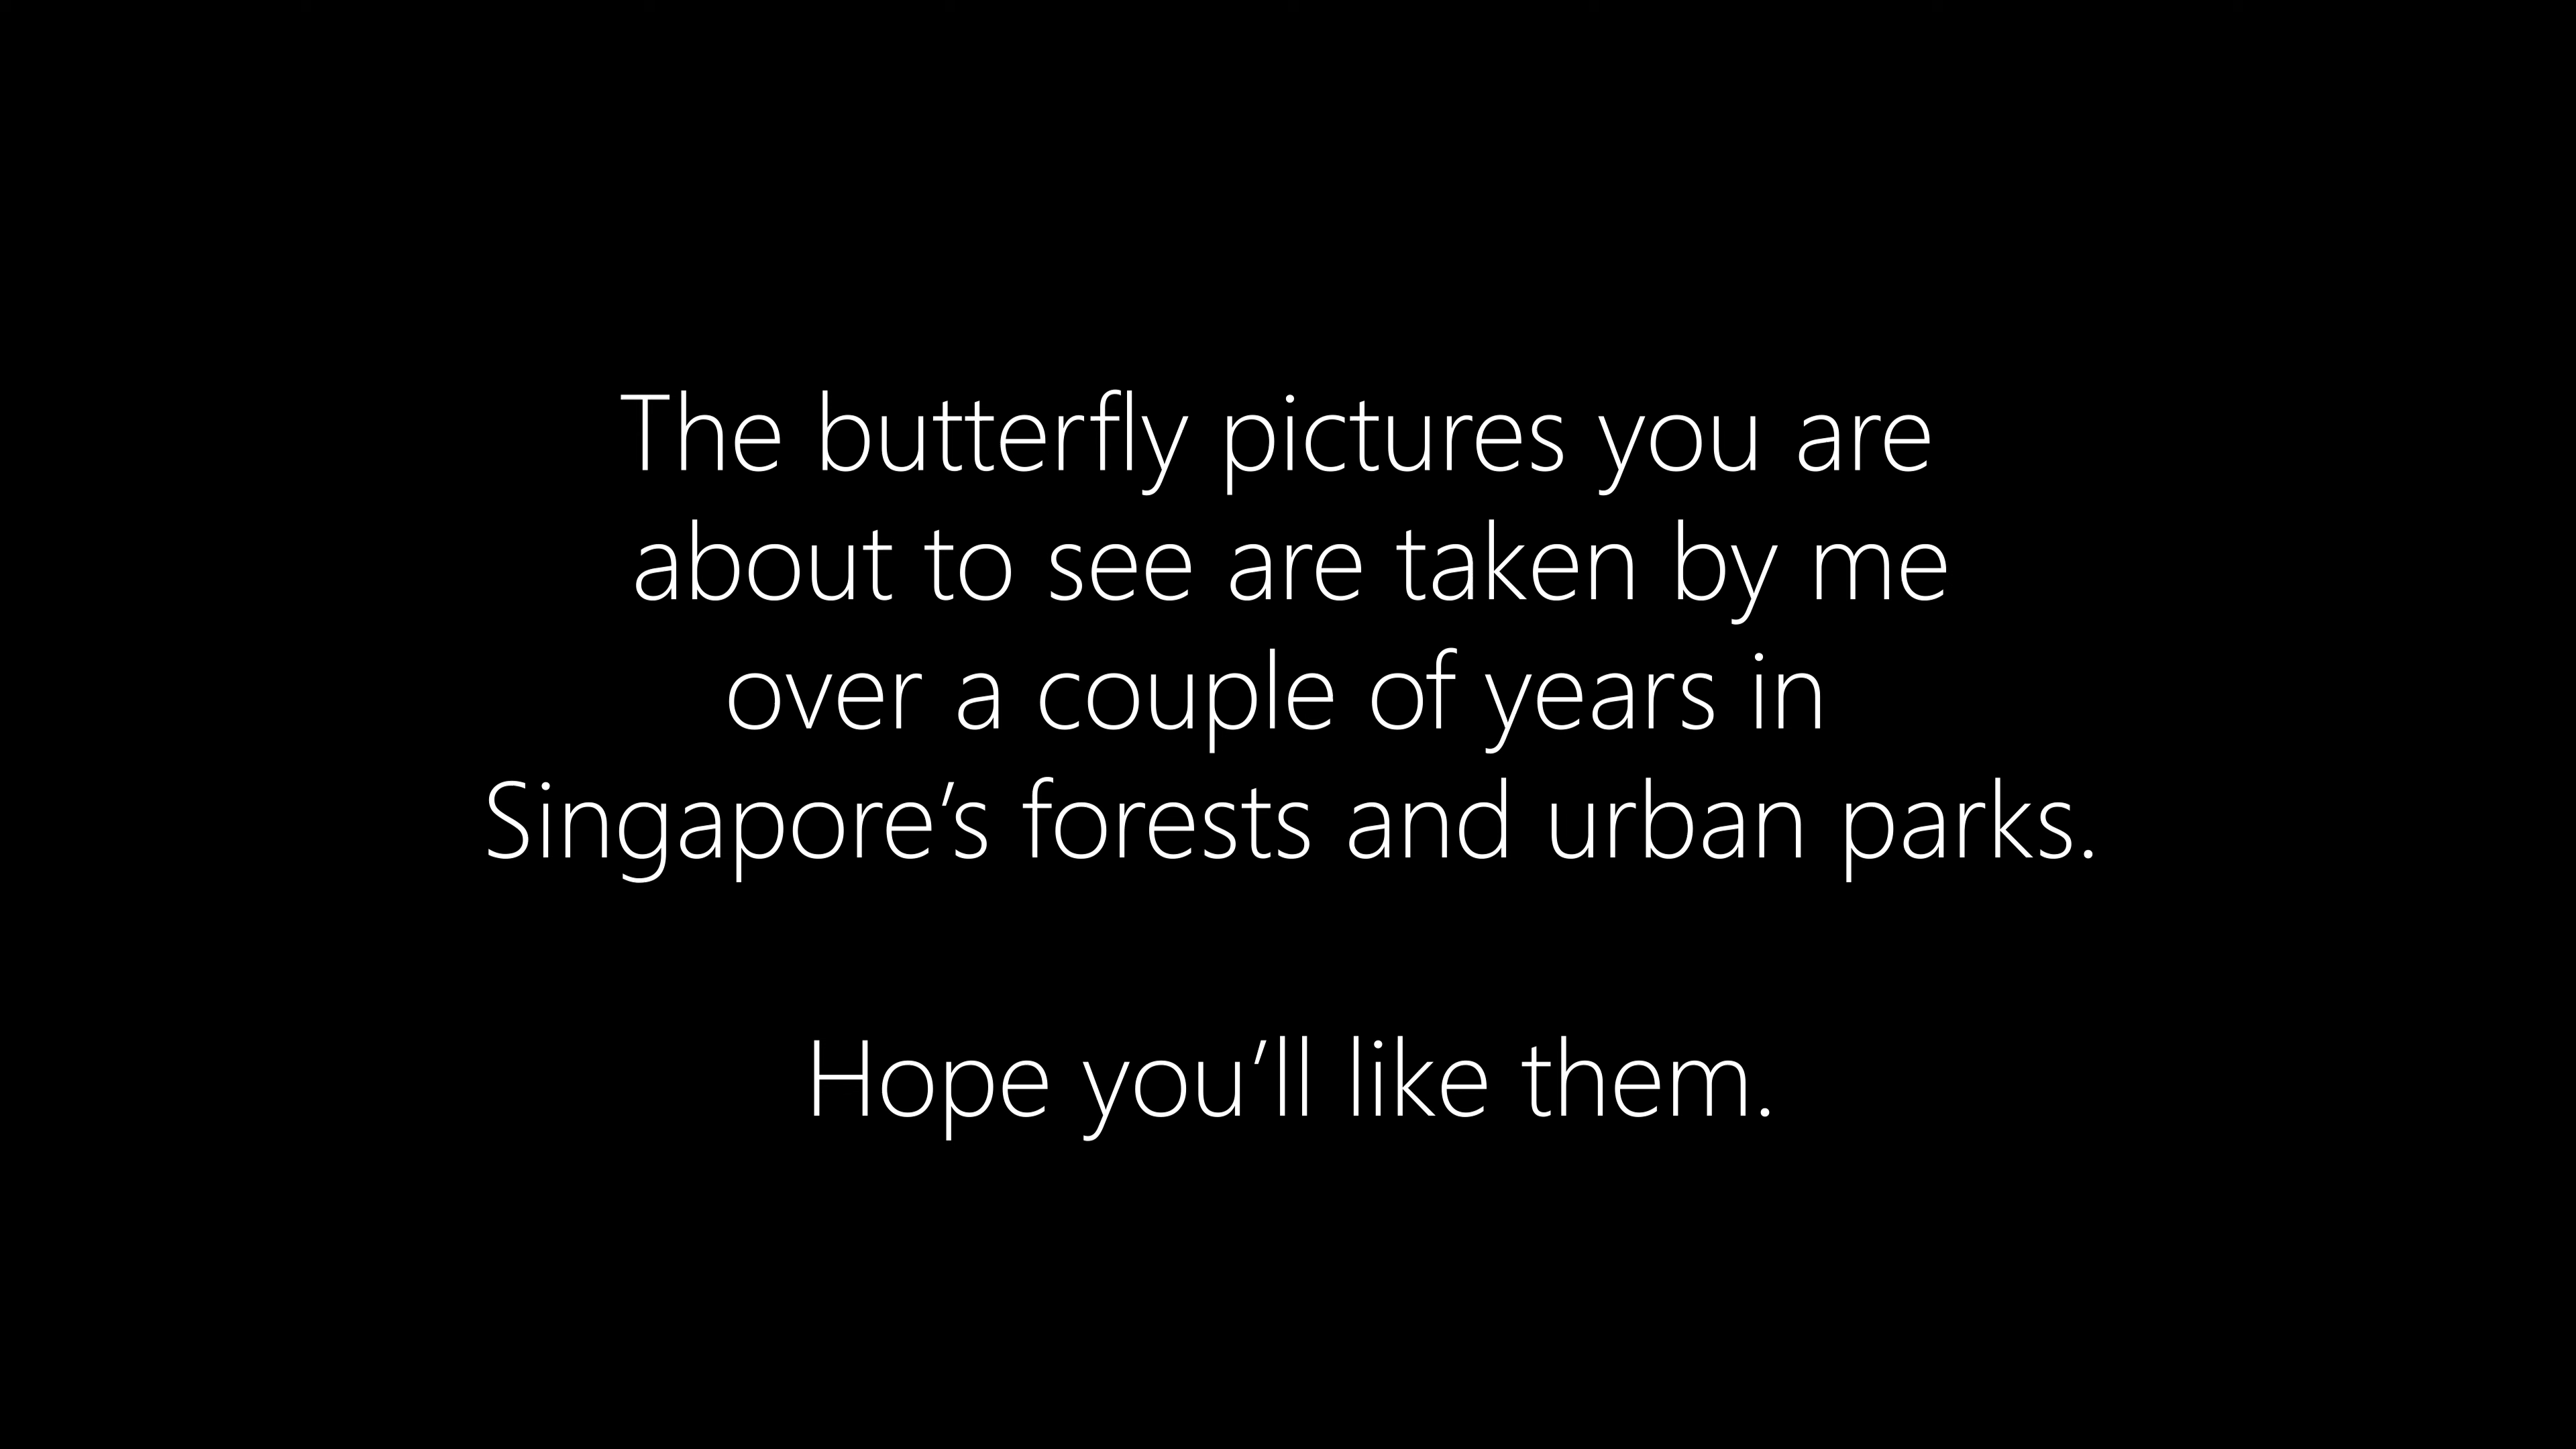 The butterfly pictures you are
about to see are taken by me
over a couple of years in
Singapore’s forests and urban parks.
Hope you’ll like them.